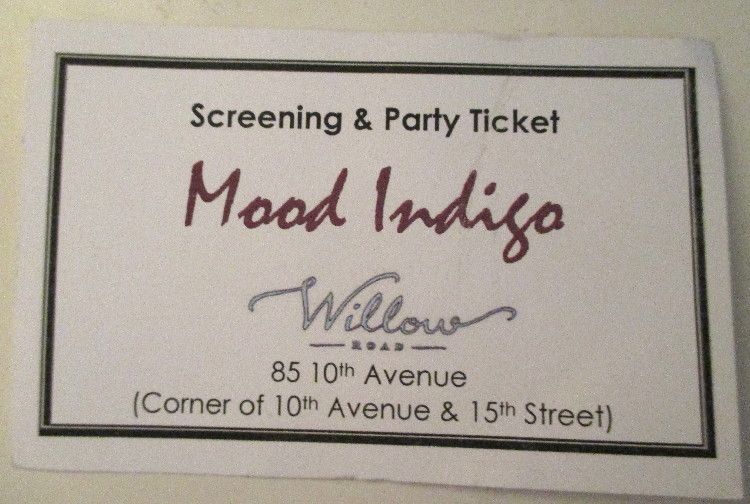 Screening & Party Ticket
Mood Indigo
Willow
ROAD
85 10th Avenue
(Corner of 10th Avenue & 15th Street)